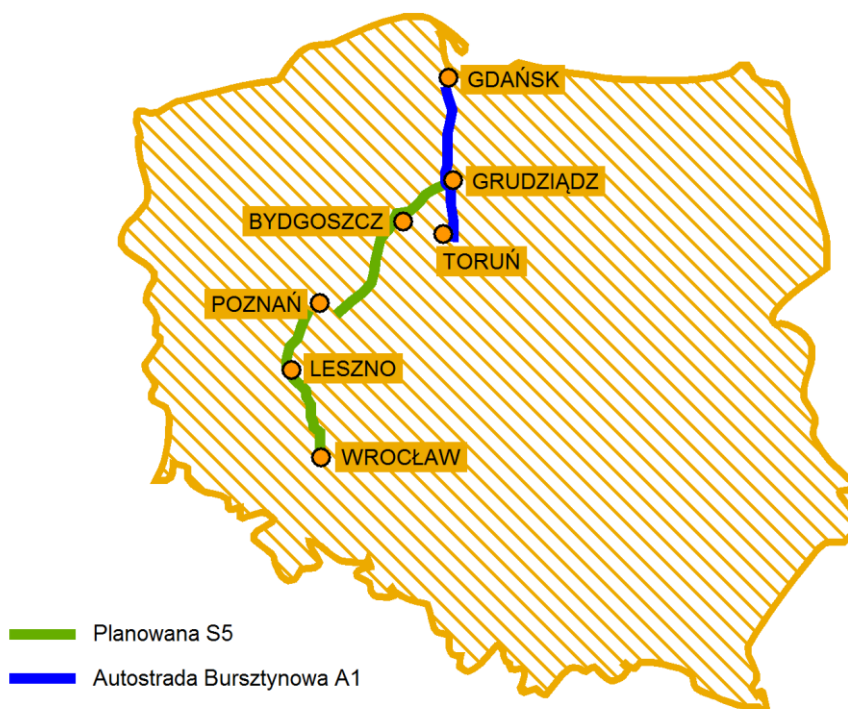 GDAŃSK
GRUDZIĄDZ
BYDGOSZCZ
TORUŃ
POZNAŃ
LESZNO
WROCŁAW
Planowana S5
Autostrada Bursztynowa A1